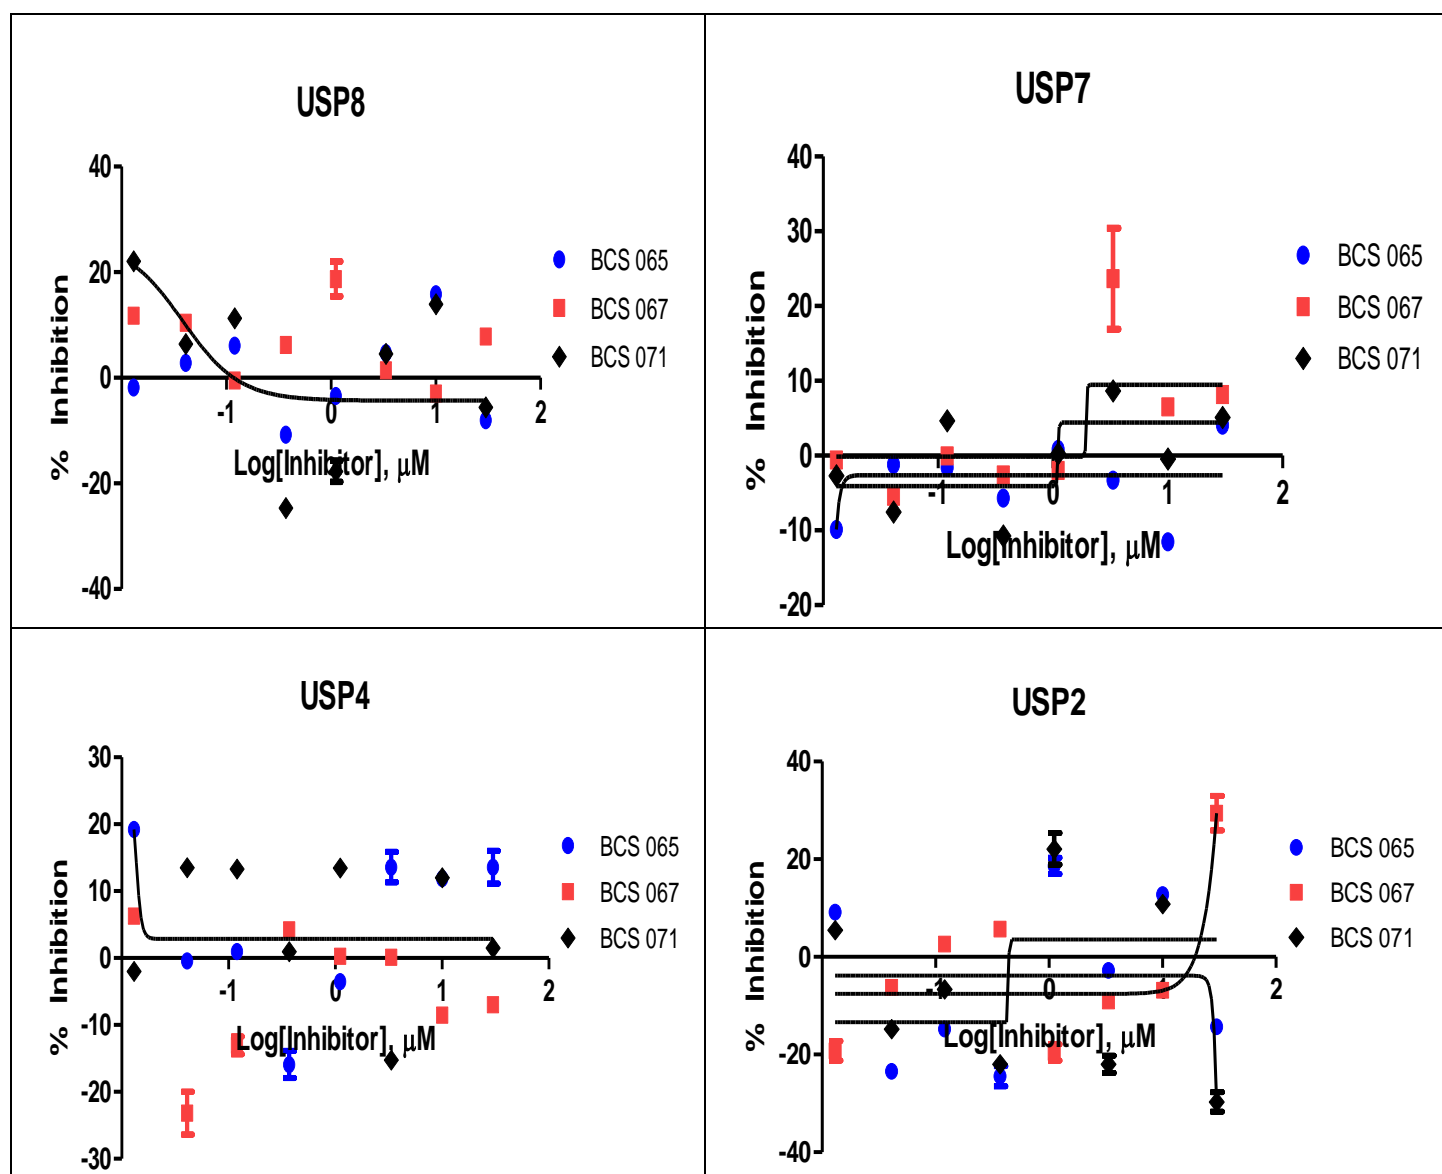 USP8
40
20
0
-20
-40
-1
0
1
2
% Inhibition
Log[Inhibitor], μM
BCS 065
BCS 067
BCS 071
USP7
40
30
20
10
0
-10
-20
-1
0
1
2
% Inhibition
Log[Inhibitor], μM
BCS 065
BCS 067
BCS 071
USP4
30
20
10
0
-10
-20
-30
-1
0
1
2
% Inhibition
Log[Inhibitor], μM
BCS 065
BCS 067
BCS 071
USP2
40
20
0
-20
-40
-1
0
1
2
% Inhibition
Log[Inhibitor], μM
BCS 065
BCS 067
BCS 071